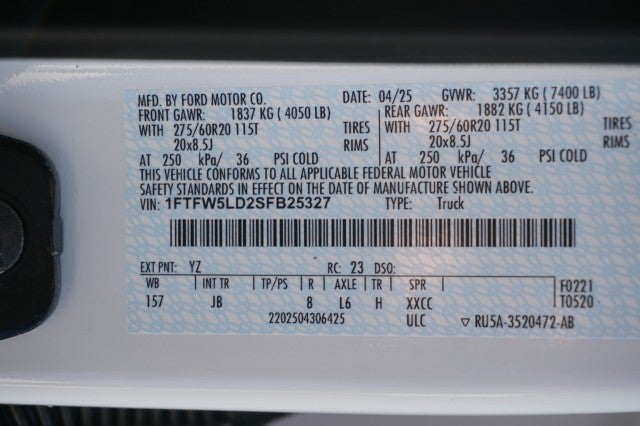 MFD. BY FORD MOTOR CO. DATE: 04/25 GVWR: 3357 KG ( 7400 LB)
FRONT GAWR: 1837 KG ( 4050 LB) REAR GAWR: 1882 KG ( 4150 LB)
WITH 275/60R20 115T TIRES WITH 275/60R20 115T TIRES
20x8.5J RIMS 20x8.5J RIMS
AT 250 kPa/ 36 PSI COLD AT 250 kPa/ 36 PSI COLD
THIS VEHICLE CONFORMS TO ALL APPLICABLE FEDERAL MOTOR VEHICLE
SAFETY STANDARDS IN EFFECT ON THE DATE OF MANUFACTURE SHOWN ABOVE.
VIN: 1FTFW5LD2SFB25327 TYPE: Truck
EXT PNT: YZ RC: 23 DSO:
WB INT TR TP/PS R AXLE TR SPR F0221
157 JB 8 L6 H XXCC T0520
2202504306425 ULC ▽ RU5A-3520472-AB